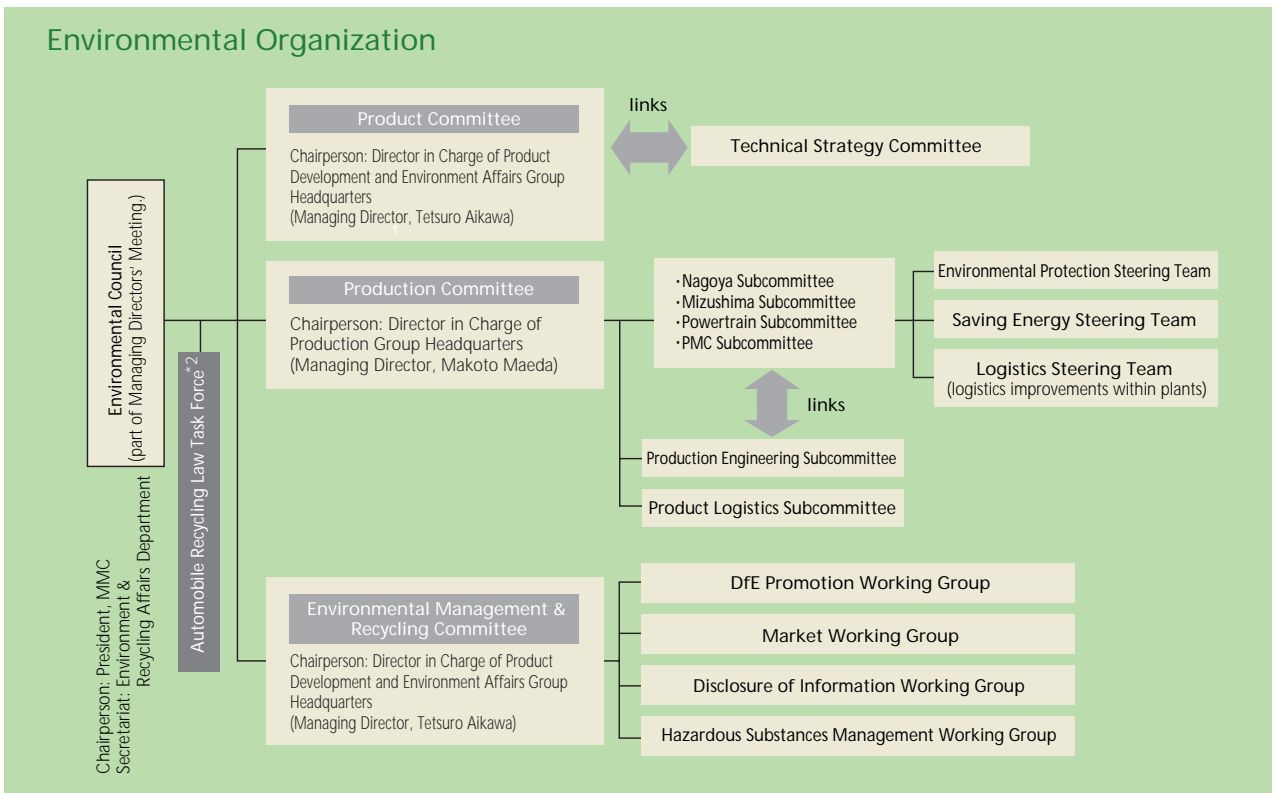 Environmental Organization
Environmental Council
(part of Managing Directors' Meeting.)
Chairperson: President, MMC
Secretariat: Environment &
Recycling Affairs Department
Automobile Recycling Law Task Force*2
Product Committee
Chairperson: Director in Charge of Product
Development and Environment Affairs Group
Headquarters
(Managing Director, Tetsuro Aikawa)
links
Technical Strategy Committee
Production Committee
Chairperson: Director in Charge of
Production Group Headquarters
(Managing Director, Makoto Maeda)
・Nagoya Subcommittee
・Mizushima Subcommittee
・Powertrain Subcommittee
・PMC Subcommittee
Environmental Protection Steering Team
Saving Energy Steering Team
Logistics Steering Team
(logistics improvements within plants)
links
Production Engineering Subcommittee
Product Logistics Subcommittee
Environmental Management &
Recycling Committee
Chairperson: Director in Charge of Product
Development and Environment Affairs Group
Headquarters
(Managing Director, Tetsuro Aikawa)
DfE Promotion Working Group
Market Working Group
Disclosure of Information Working Group
Hazardous Substances Management Working Group